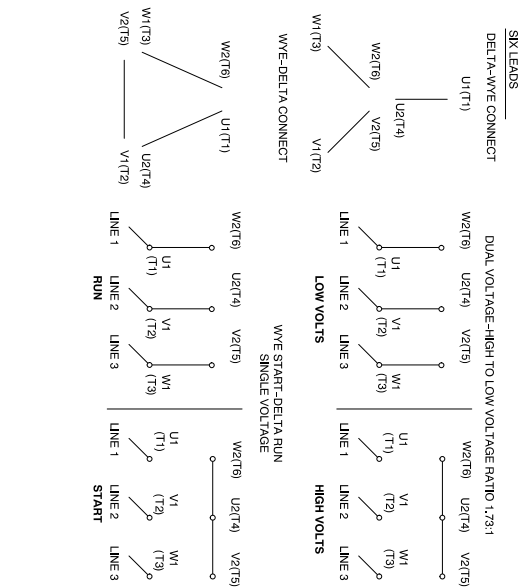 SIX LEADS
DELTA-WYE CONNECT
U1(T1)
U2(T4)
W2(T6)
V2(T5)
W1(T3)
V1(T2)
WYE-DELTA CONNECT
W2(T6)
U1(T1)
W1(T3)
V2(T5)
U2(T4)
V1(T2)
DUAL VOLTAGE-HIGH TO LOW VOLTAGE RATIO 1.73:1
W2(T6) U2(T4) V2(T5)
U1 V1 W1
(T1) (T2) (T3)
LINE 1 LINE 2 LINE 3
LOW VOLTS
W2(T6) U2(T4) V2(T5)
U1 V1 W1
(T1) (T2) (T3)
LINE 1 LINE 2 LINE 3
HIGH VOLTS
WYE START-DELTA RUN
SINGLE VOLTAGE
W2(T6) U2(T4) V2(T5)
U1 V1 W1
(T1) (T2) (T3)
LINE 1 LINE 2 LINE 3
RUN
W2(T6) U2(T4) V2(T5)
U1 V1 W1
(T1) (T2) (T3)
LINE 1 LINE 2 LINE 3
START